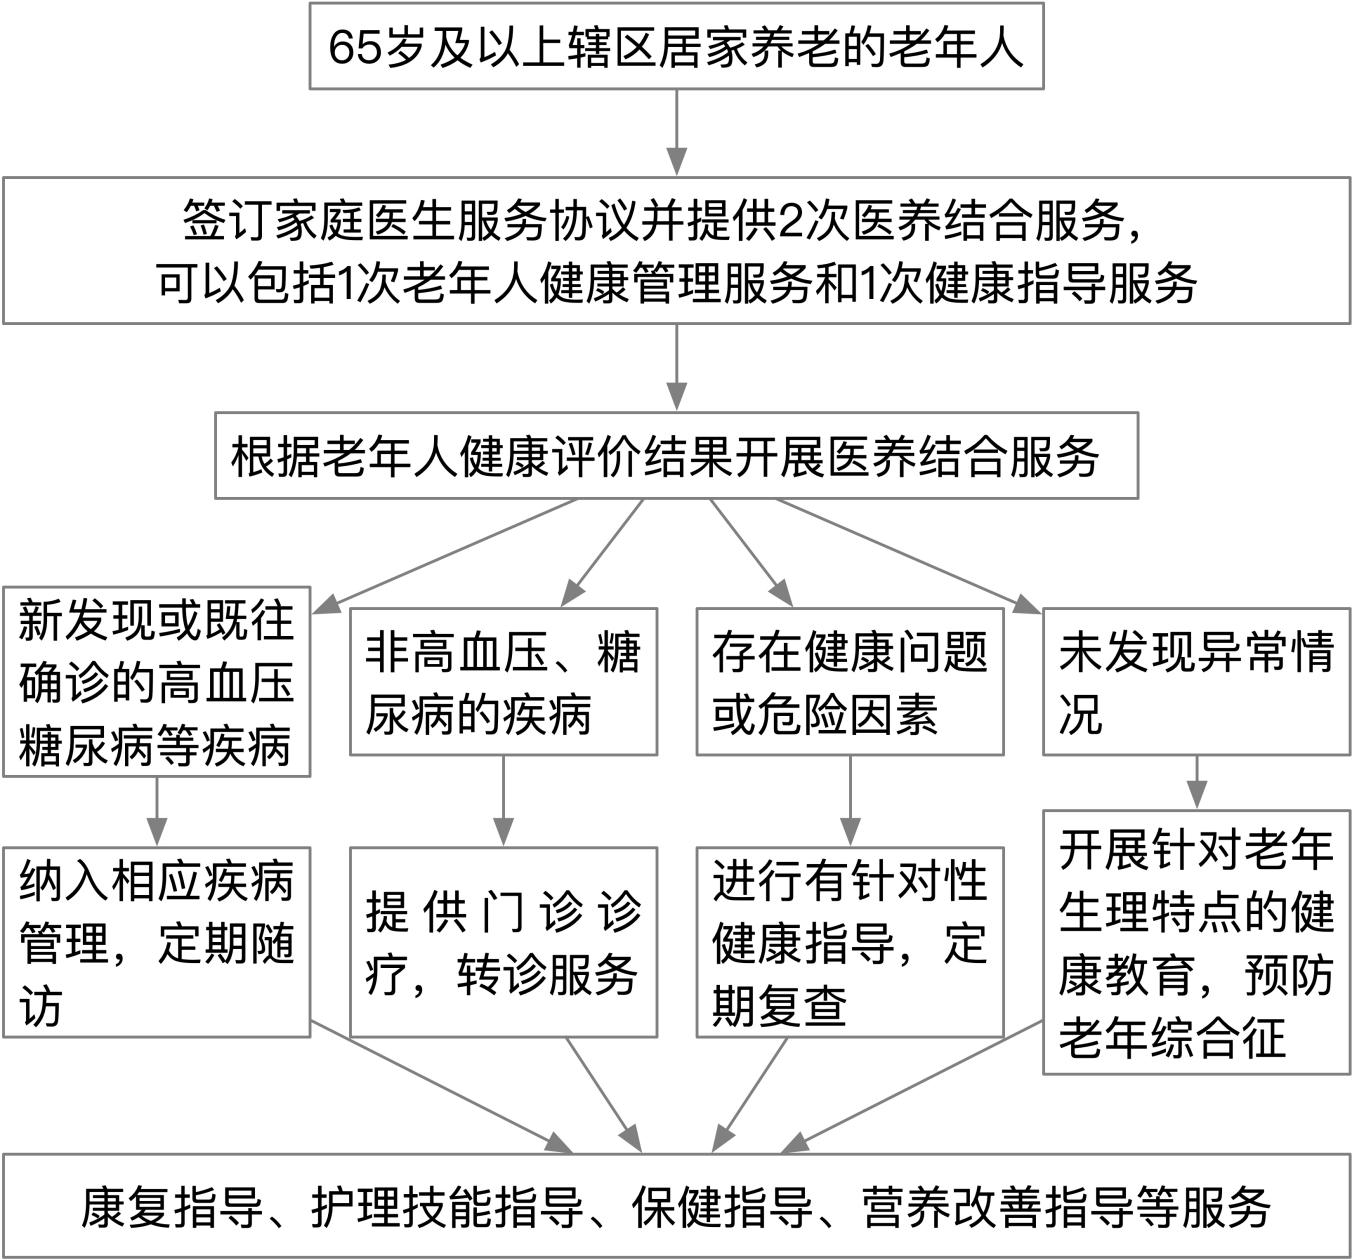 65岁及以上辖区居家养老的老年人
签订家庭医生服务协议并提供2次医养结合服务，
可以包括1次老年人健康管理服务和1次健康指导服务
根据老年人健康评价结果开展医养结合服务
新发现或既往
确诊的高血压
糖尿病等疾病
非高血压、糖
尿病的疾病
存在健康问题
或危险因素
未发现异常情
况
纳入相应疾病
管理，定期随
访
提供门诊诊
疗，转诊服务
进行有针对性
健康指导，定
期复查
开展针对老年
生理特点的健
康教育，预防
老年综合征
康复指导、护理技能指导、保健指导、营养改善指导等服务